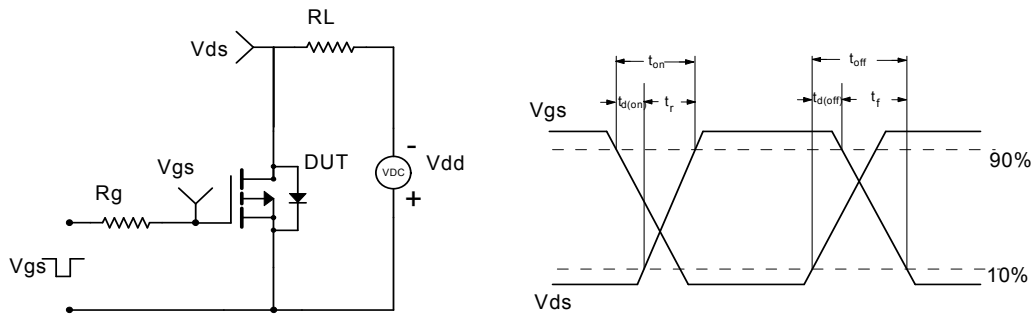 RL
Vds
Vgs
DUT
Rg
VDC
-
+
Vdd
Vgs
ton
toff
td(on)
tr
td(off)
tf
Vgs
90%
10%
Vds